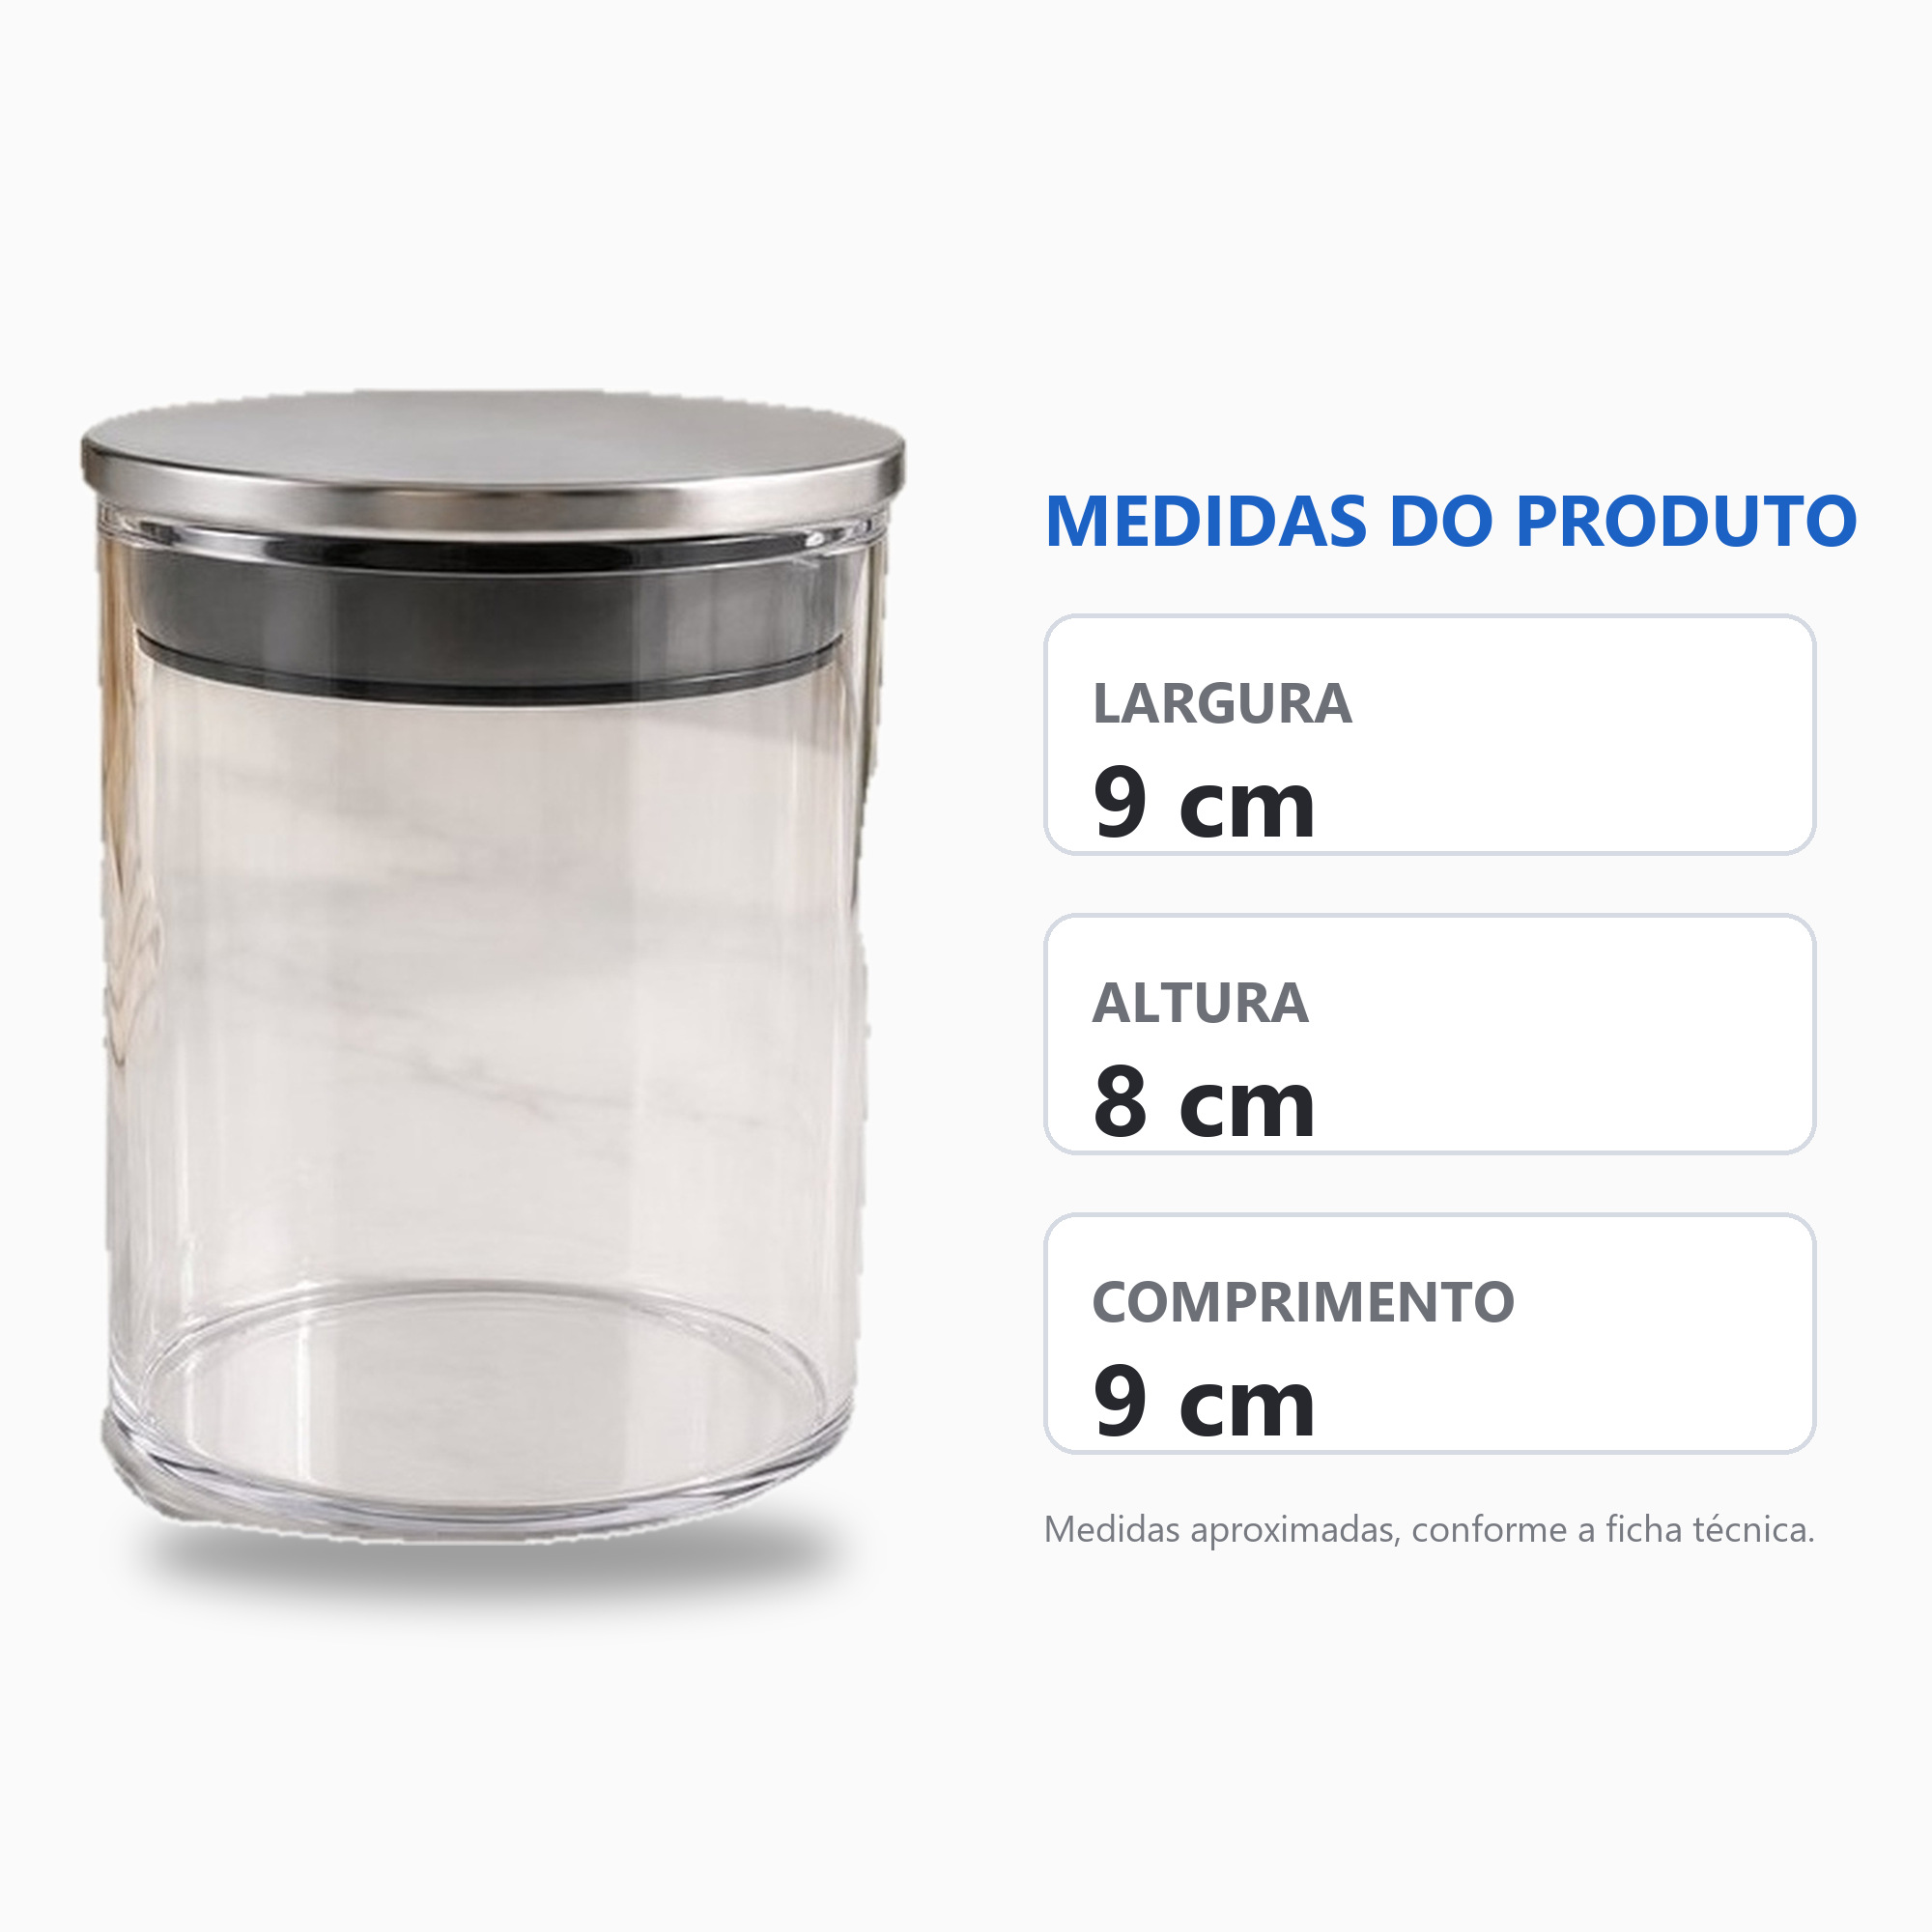 MEDIDAS DO PRODUTO
LARGURA
9 cm
ALTURA
8 cm
COMPRIMENTO
9 cm
Medidas aproximadas, conforme a ficha técnica.